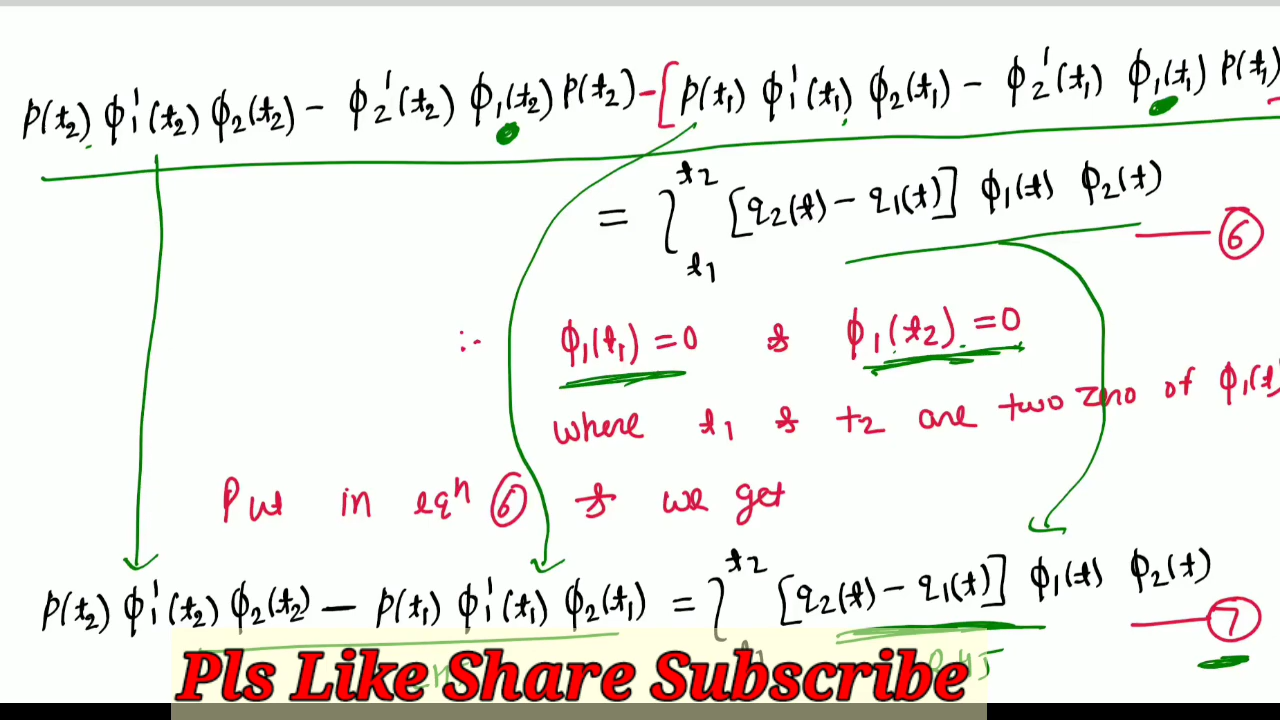 p(t₂) ϕ₁'(t₂) ϕ₂(t₂) − ϕ₂'(t₂) ϕ₁(t₂) p(t₂) − [p(t₁) ϕ₁'(t₁) ϕ₂(t₁) − ϕ₂'(t₁) ϕ₁(t₁) p(t₁)
= ∫_{t₁}^{t₂} [q₂(t) − q₁(t)] ϕ₁(t) ϕ₂(t) — ⑥
∵ ϕ₁(t₁) = 0 & ϕ₁(t₂) = 0
where t₁ & t₂ are two zero of ϕ₁(t
Put in eqⁿ ⑥ & we get
p(t₂) ϕ₁'(t₂) ϕ₂(t₂) − p(t₁) ϕ₁'(t₁) ϕ₂(t₁) = ∫_{t₁}^{t₂} [q₂(t) − q₁(t)] ϕ₁(t) ϕ₂(t) — ⑦
Pls Like Share Subscribe